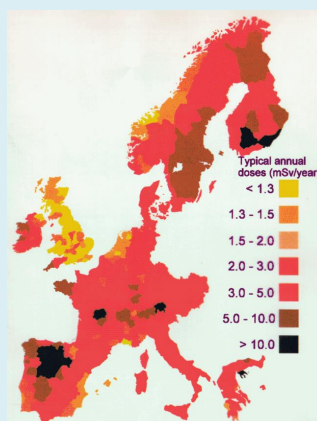 Typical annual
doses (mSv/year)
< 1.3
1.3 - 1.5
1.5 - 2.0
2.0 - 3.0
3.0 - 5.0
5.0 - 10.0
> 10.0